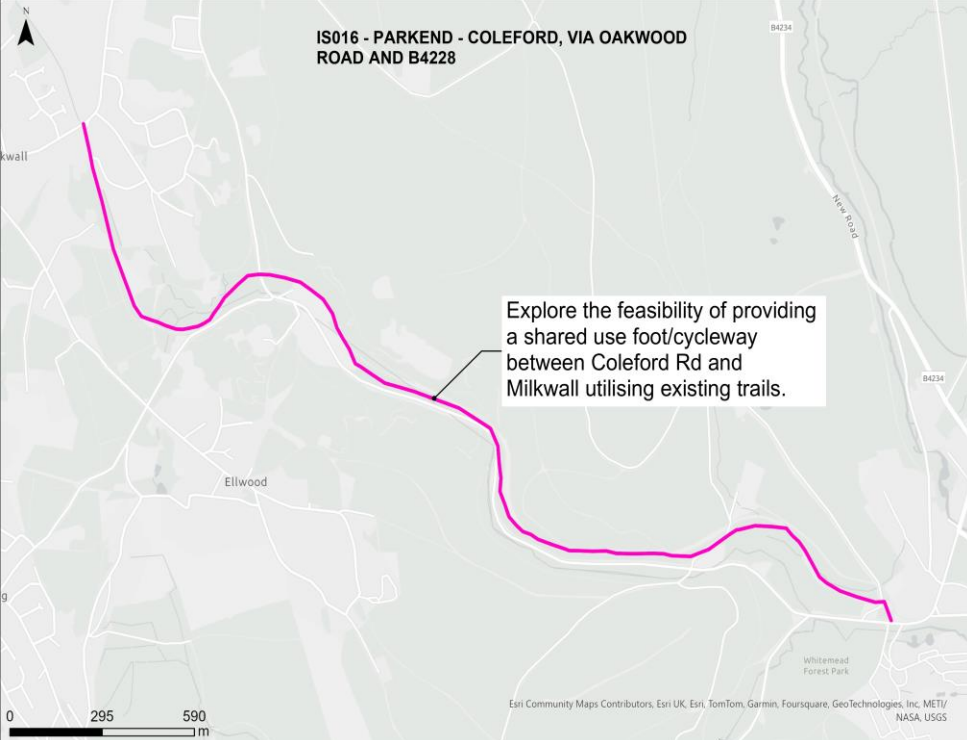 N
IS016 - PARKEND - COLEFORD, VIA OAKWOOD
ROAD AND B4228
B4234
kwall
New Road
Explore the feasibility of providing
a shared use foot/cycleway
between Coleford Rd and
Milkwall utilising existing trails.
B4234
Ellwood
g
Whitemead
Forest Park
Esri Community Maps Contributors, Esri UK, Esri, TomTom, Garmin, Foursquare, GeoTechnologies, Inc, METI/
NASA, USGS
0 295 590
m